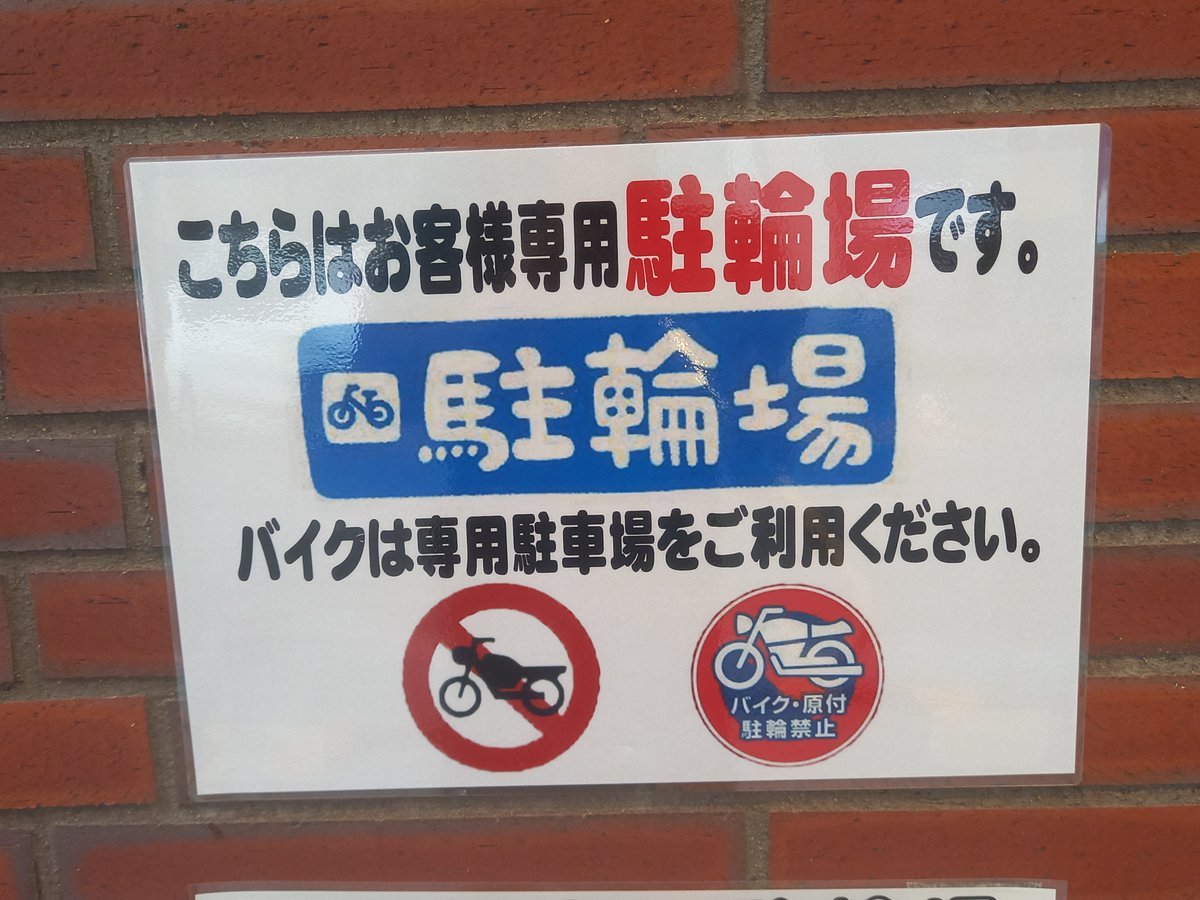 こちらはお客様専用駐輪場です。
駐輪場
バイクは専用駐車場をご利用ください。
バイク・原付
駐輪禁止